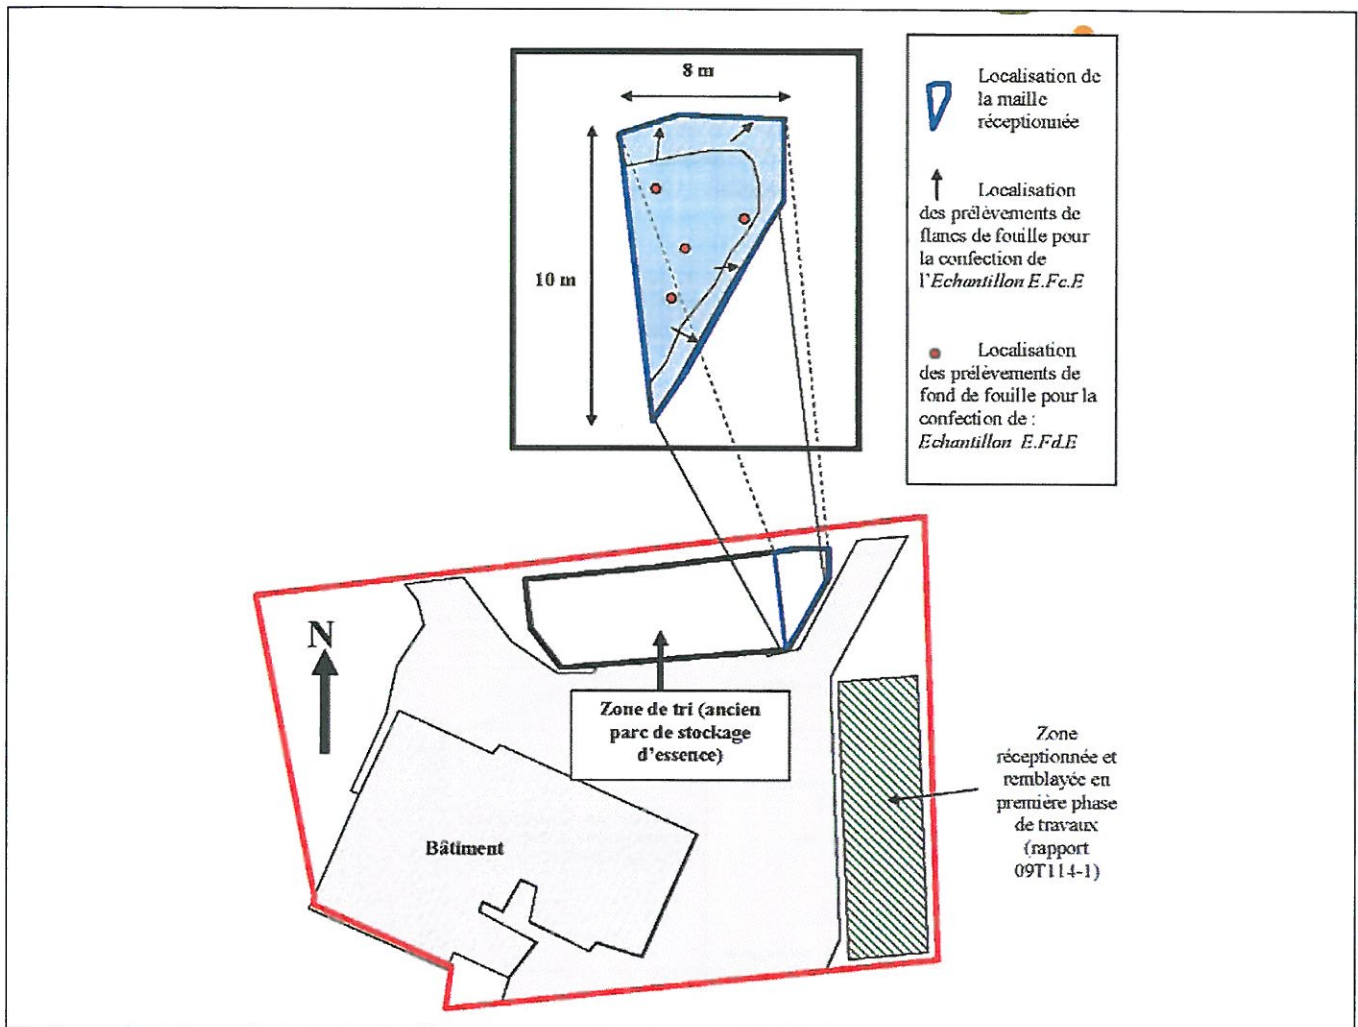 8 m
10 m
Localisation de
la maille
réceptionnée
Localisation
des prélèvements de
flancs de fouille pour
la confection de
l'Echantillon E.Fc.E
Localisation
des prélèvements de
fond de fouille pour la
confection de :
Echantillon E.Fd.E
N
Zone de tri (ancien
parc de stockage
d'essence)
Bâtiment
Zone
réceptionnée et
remblayée en
première phase
de travaux
(rapport
09T114-1)